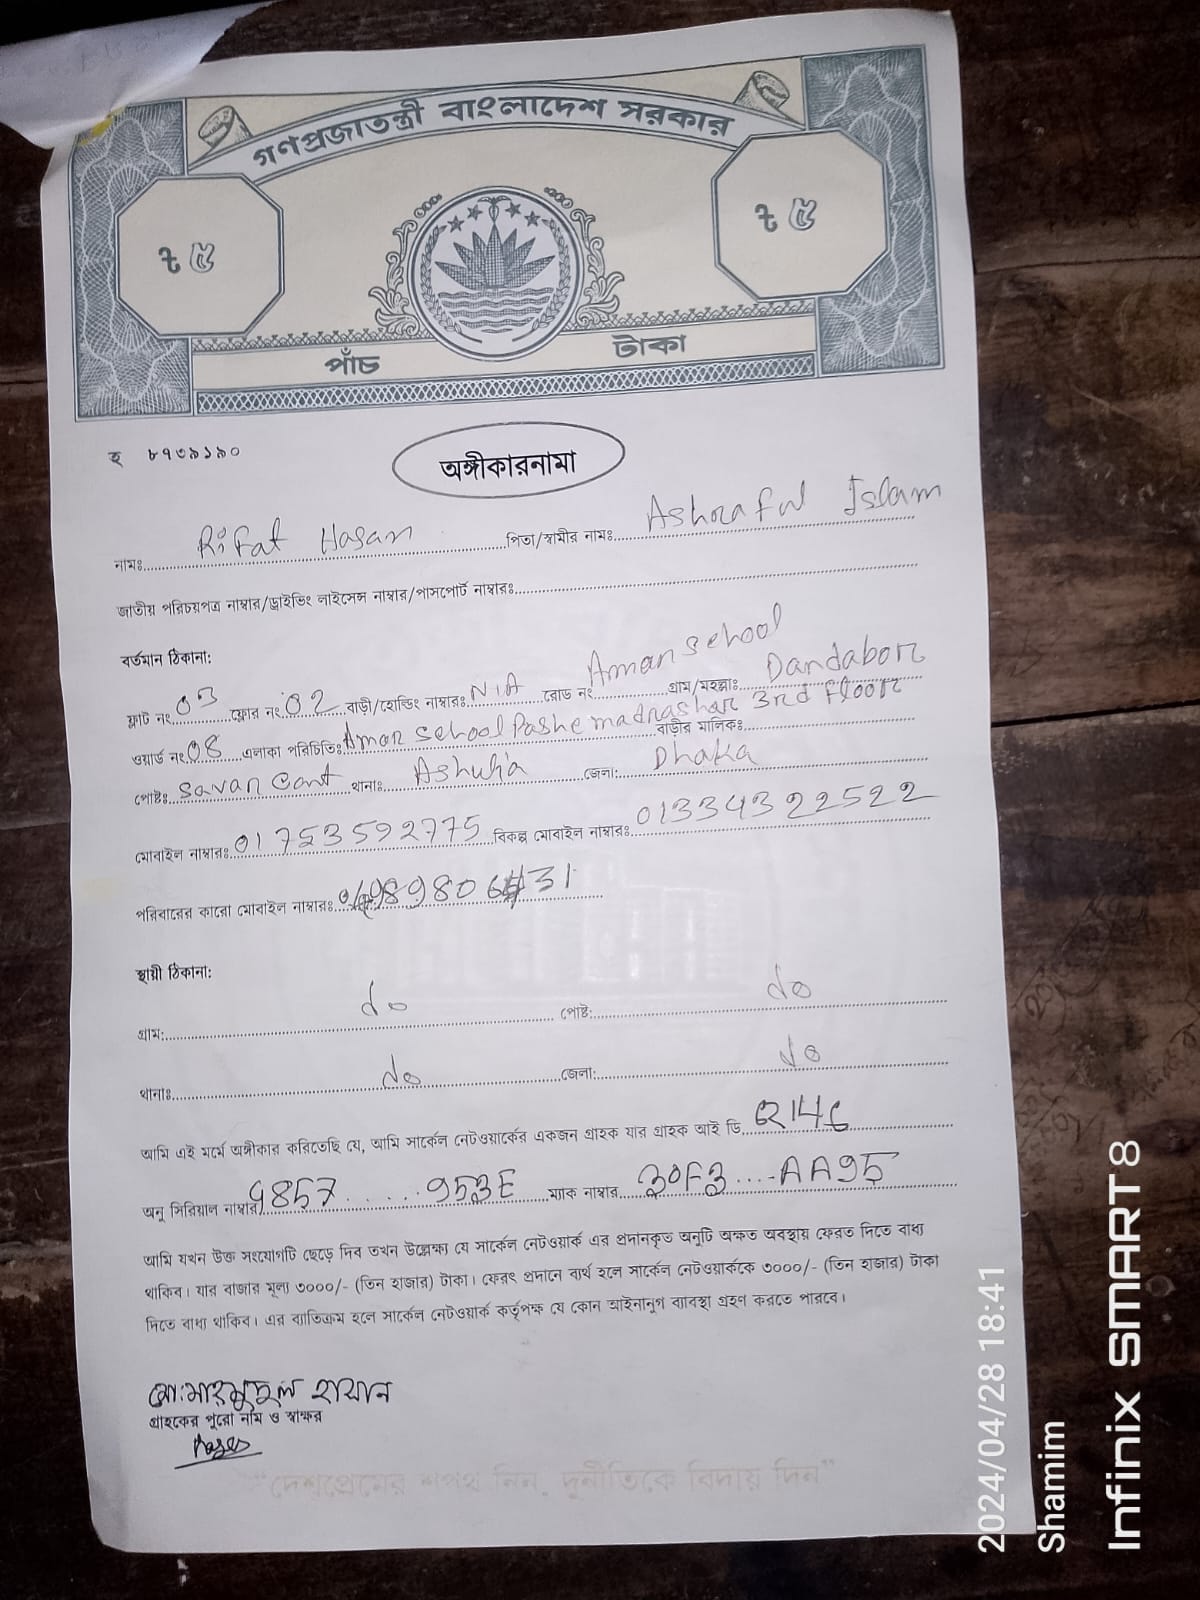 গণপ্রজাতন্ত্রী বাংলাদেশ সরকার
৳ ৫ ৳ ৫
পাঁচ টাকা
হ ৮৭৩৯১৯০
অঙ্গীকারনামা
নামঃ Rifat Hasan পিতা/স্বামীর নামঃ Ashraful Islam
জাতীয় পরিচয়পত্র নাম্বার/ড্রাইভিং লাইসেন্স নাম্বার/পাসপোর্ট নাম্বারঃ
বর্তমান ঠিকানা:
ফ্লাট নং 03 ফ্লোর নং 02 বাড়ী/হোল্ডিং নাম্বারঃ N/A রোড নং Aman school গ্রাম/মহল্লাঃ Dandabor
ওয়ার্ড নং 08 এলাকা পরিচিতিঃ Aman school Pashe madrashar 3rd floor বাড়ীর মালিকঃ
পোষ্টঃ Savar Cant থানাঃ Ashulia জেলা: Dhaka
মোবাইল নাম্বারঃ 01753592775 বিকল্প মোবাইল নাম্বারঃ 01334322522
পরিবারের কারো মোবাইল নাম্বারঃ
স্থায়ী ঠিকানা:
গ্রাম: do পোষ্ট: do
থানাঃ do জেলা: do
আমি এই মর্মে অঙ্গীকার করিতেছি যে, আমি সার্কেল নেটওয়ার্কের একজন গ্রাহক যার গ্রাহক আই ডি 62146
অনু সিরিয়াল নাম্বার 9857......953E ম্যাক নাম্বার 30F3....AA95
আমি যখন উক্ত সংযোগটি ছেড়ে দিব তখন উল্লেক্ষ্য যে সার্কেল নেটওয়ার্ক এর প্রদানকৃত অনুটি অক্ষত অবস্থায় ফেরত দিতে বাধ্য
থাকিব। যার বাজার মূল্য ৩০০০/- (তিন হাজার) টাকা। ফেরৎ প্রদানে ব্যর্থ হলে সার্কেল নেটওয়ার্ককে ৩০০০/- (তিন হাজার) টাকা
দিতে বাধ্য থাকিব। এর ব্যতিক্রম হলে সার্কেল নেটওয়ার্ক কর্তৃপক্ষ যে কোন আইনানুগ ব্যাবস্থা গ্রহণ করতে পারবে।
মো: হাসান
গ্রাহকের পুরো নাম ও স্বাক্ষর
"দেশপ্রেমের শপথ নিন, দুর্নীতিকে বিদায় দিন"
2024/04/28 18:41
Shamim
Infinix SMART 8